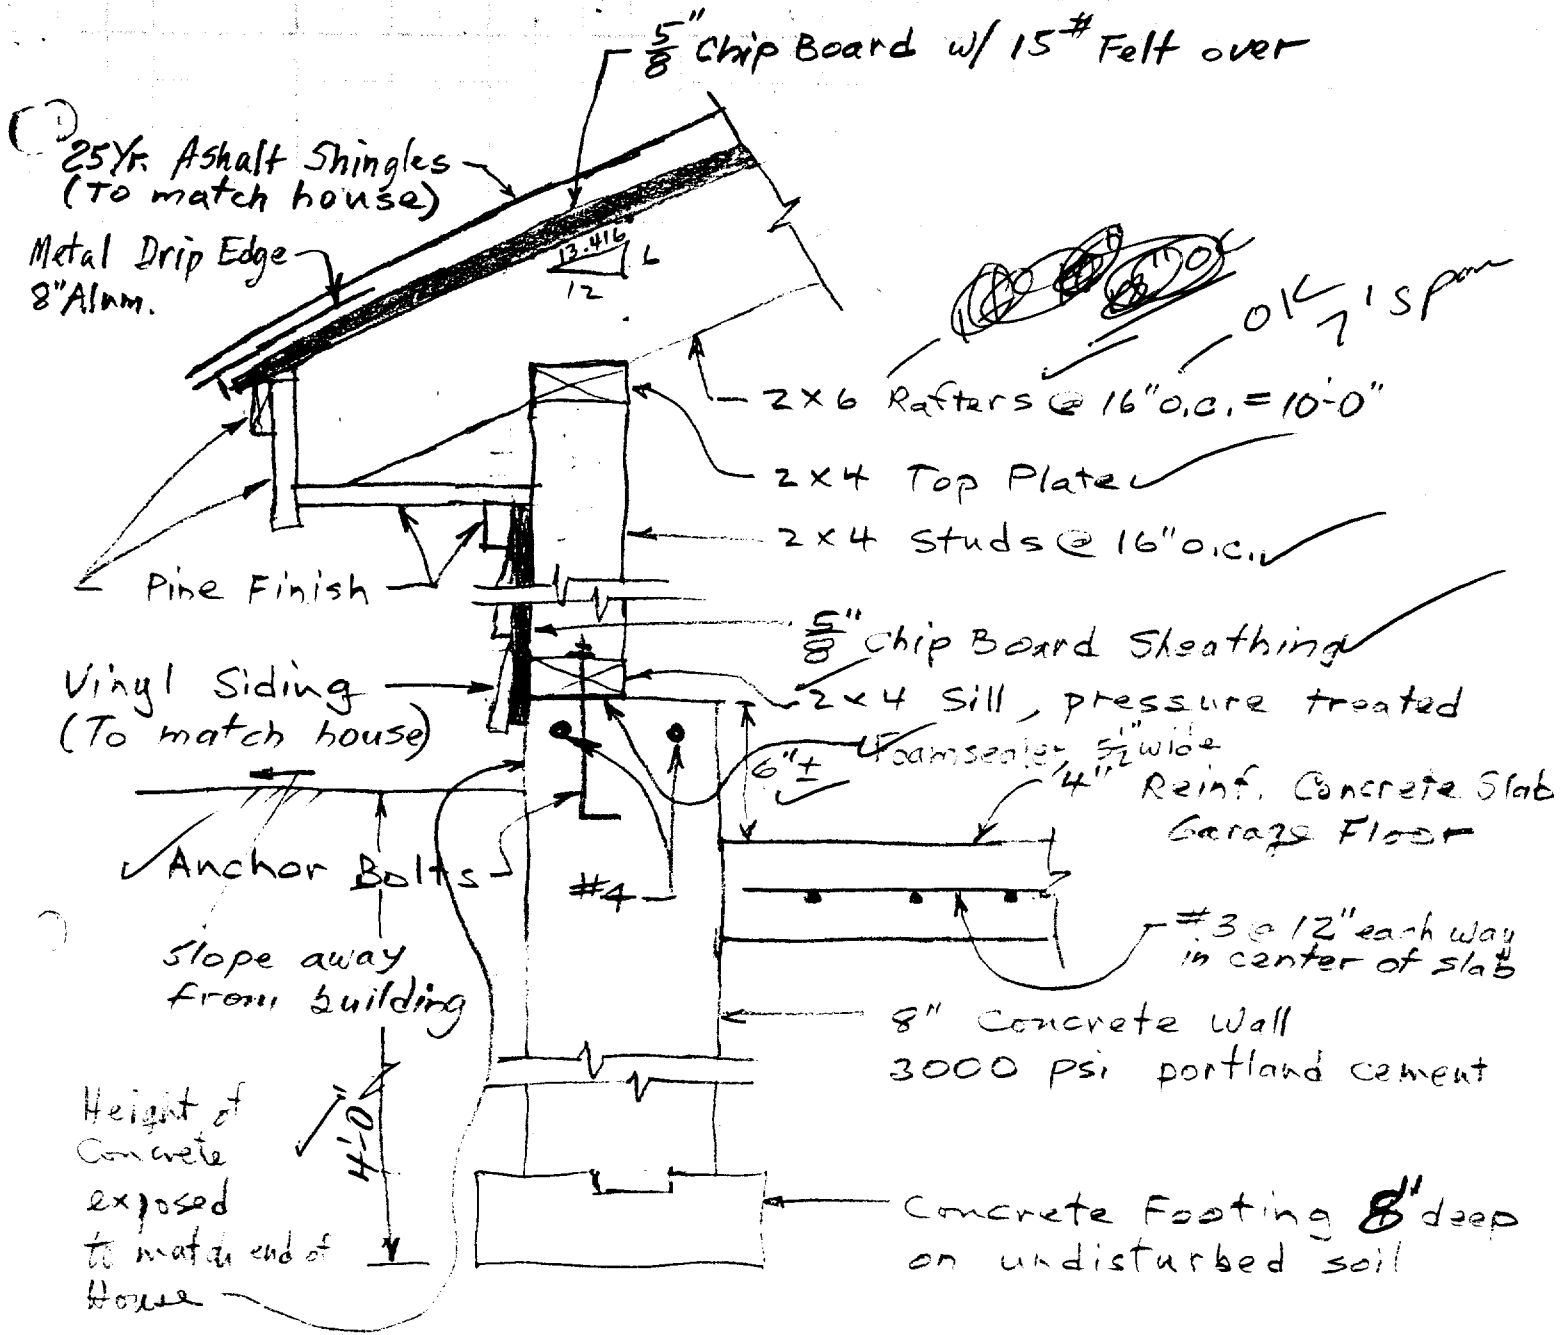 5/8" Chip Board w/ 15# Felt over
25Yr. Ashalt Shingles
(To match house)
Metal Drip Edge
8" Alum.
13.416
6
12
OK 7' span
2x6 Rafters @ 16" o.c. = 10'-0"
2x4 Top Plate
2x4 Studs @ 16" o.c.
Pine Finish
5/8" Chip Board Sheathing
Vinyl Siding
(To match house)
2x4 Sill, pressure treated
Foamsealer, 5 1/2" wide
6"±
4" Reinf. Concrete Slab
Garage Floor
Anchor Bolts
#4
#3 @ 12" each way
in center of slab
Slope away
from building
8" Concrete Wall
3000 psi portland cement
4'-0"
Height of
Concrete
exposed
to match end of
House
Concrete Footing 8" deep
on undisturbed soil